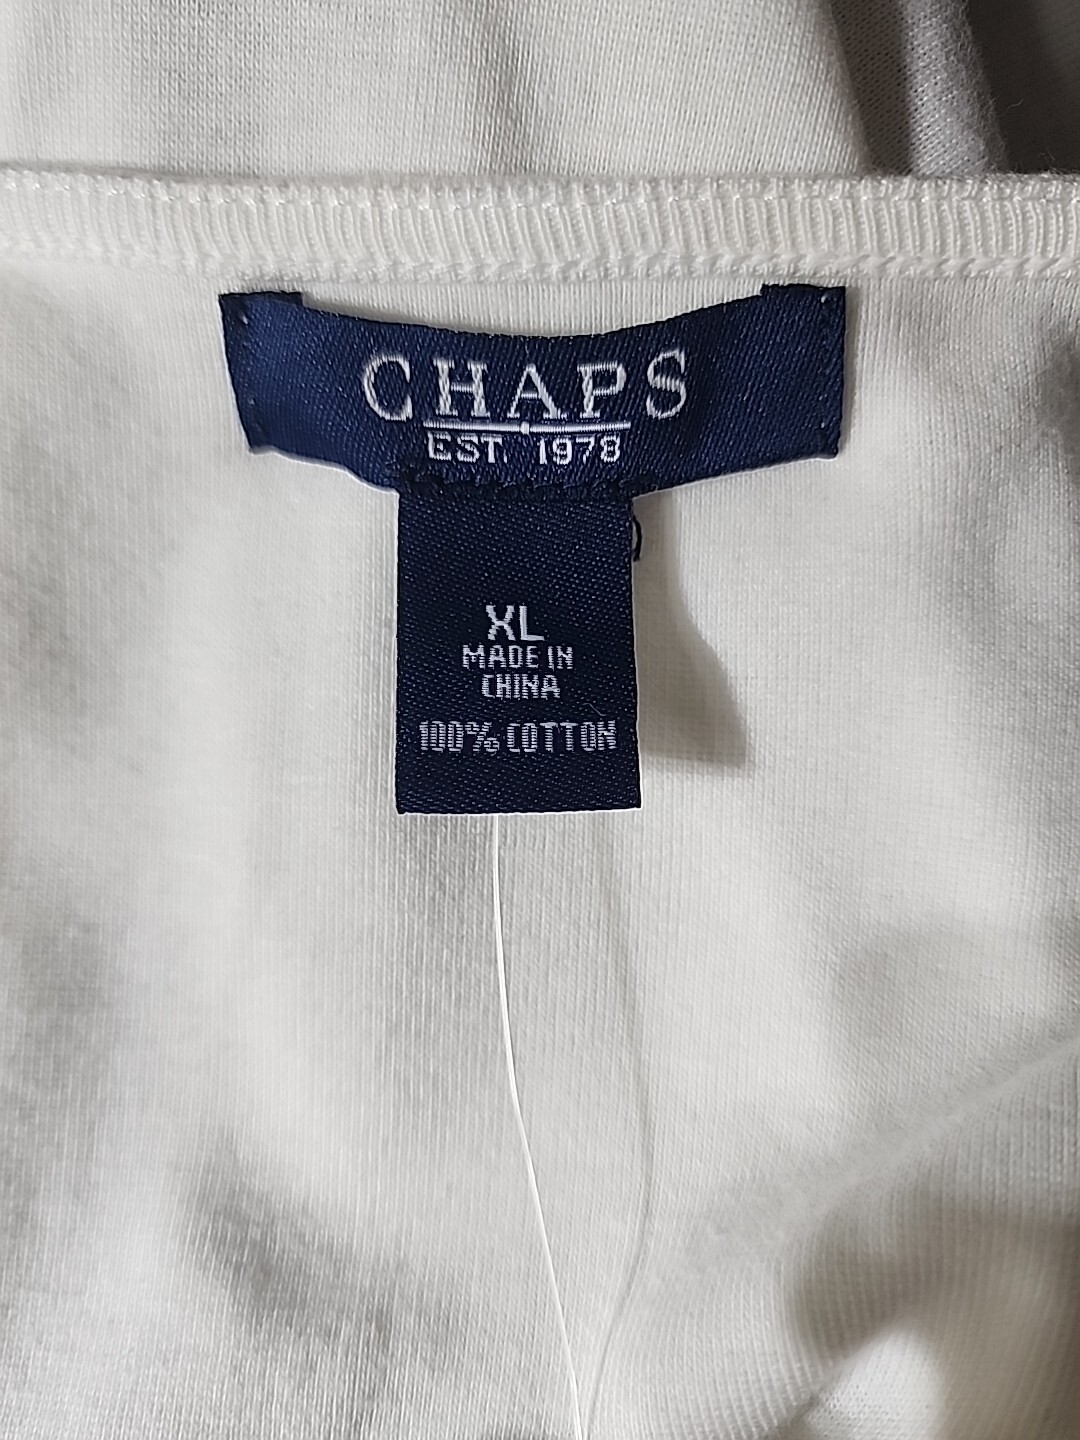 CHAPS
EST. 1978
XL
MADE IN
CHINA
100% COTTON